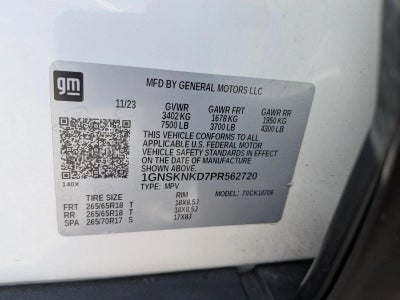 gm
MFD BY GENERAL MOTORS LLC
11/23 GVWR GAWR FRT GAWR RR
3402 KG 1678 KG 1950 KG
7500 LB 3700 LB 4300 LB
THIS VEHICLE CONFORMS TO ALL
APPLICABLE U.S. FEDERAL MOTOR
VEHICLE SAFETY STANDARDS IN EFFECT
ON THE DATE OF MANUFACTURE
SHOWN ABOVE.
1GNSKNKD7PR562720
TYPE: MPV MODEL: 70CK10706
140X
TIRE SIZE RIM
FRT 265/65R18 T 18X8.5J
RR 265/65R18 T 18X8.5J
SPA 265/70R17 S 17X8J